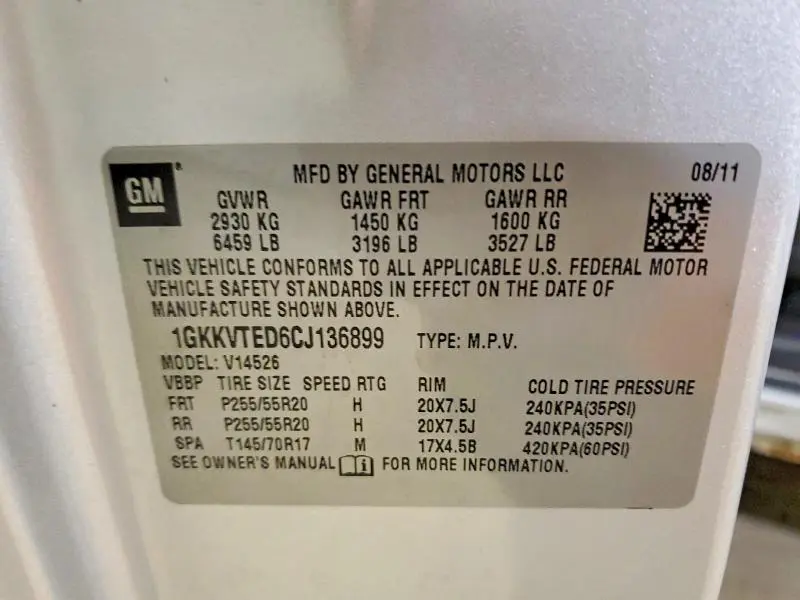 GM ® MFD BY GENERAL MOTORS LLC 08/11
GVWR GAWR FRT GAWR RR
2930 KG 1450 KG 1600 KG
6459 LB 3196 LB 3527 LB
THIS VEHICLE CONFORMS TO ALL APPLICABLE U.S. FEDERAL MOTOR
VEHICLE SAFETY STANDARDS IN EFFECT ON THE DATE OF
MANUFACTURE SHOWN ABOVE.
1GKKVTED6CJ136899 TYPE: M.P.V.
MODEL: V14526
VBBP TIRE SIZE SPEED RTG RIM COLD TIRE PRESSURE
FRT P255/55R20 H 20X7.5J 240KPA(35PSI)
RR P255/55R20 H 20X7.5J 240KPA(35PSI)
SPA T145/70R17 M 17X4.5B 420KPA(60PSI)
SEE OWNER'S MANUAL i FOR MORE INFORMATION.